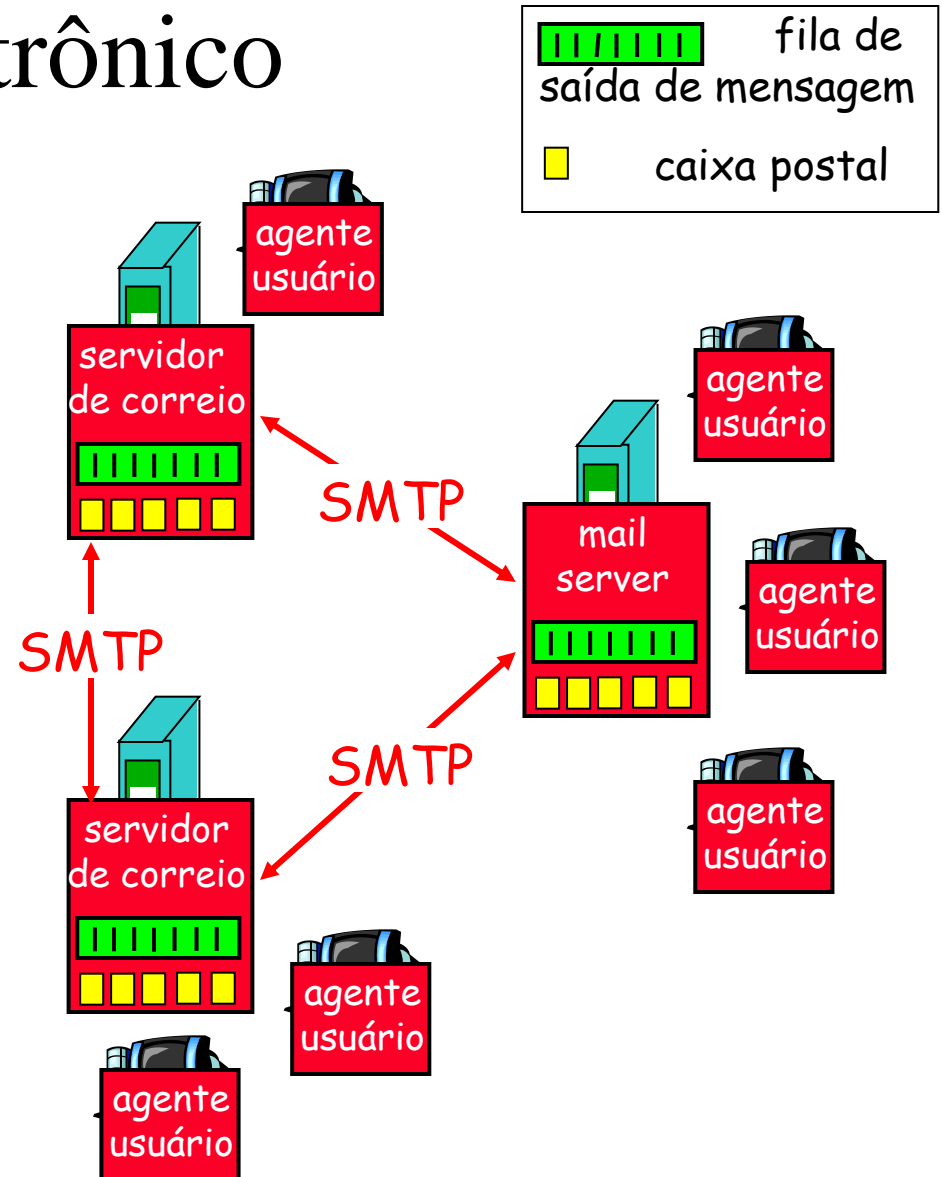 trônico
fila de
saída de mensagem
caixa postal
agente
usuário
servidor
de correio
agente
usuário
SMTP
mail
server
agente
usuário
SMTP
SMTP
agente
usuário
servidor
de correio
agente
usuário
agente
usuário